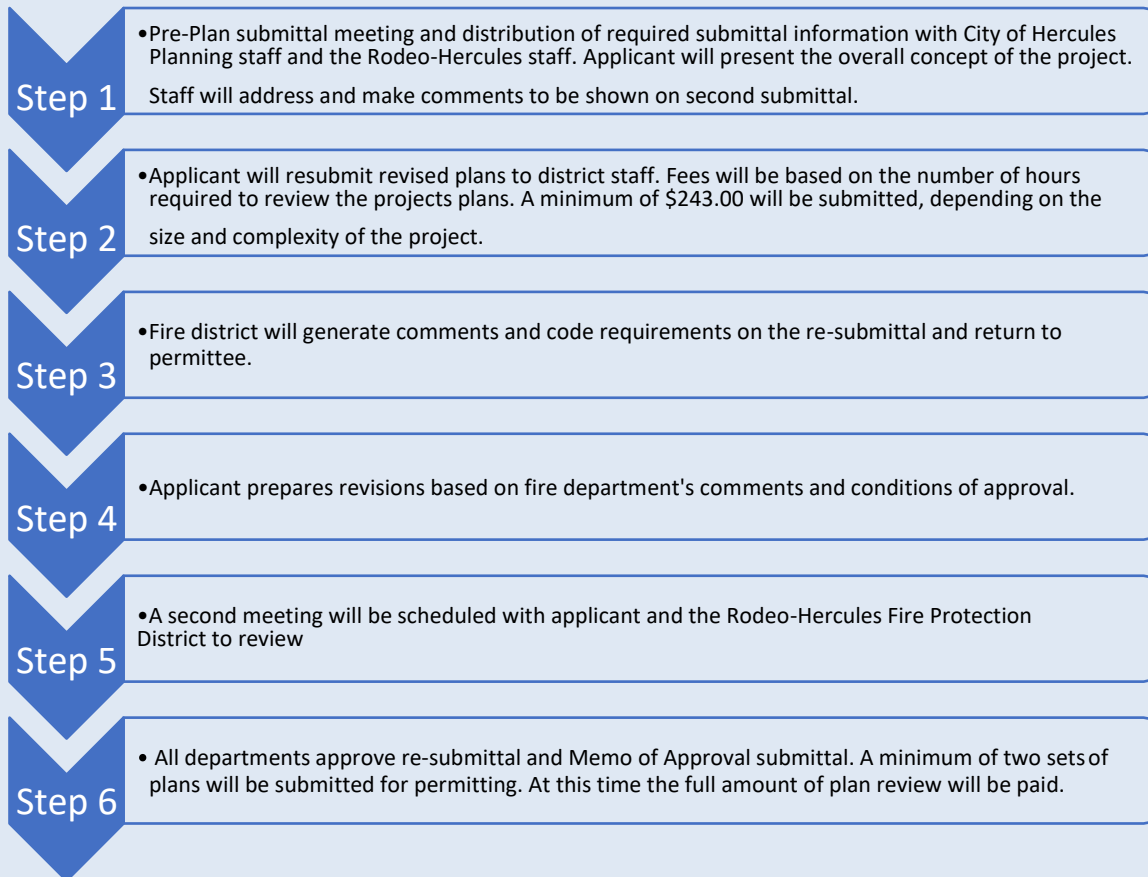 Step 1
•Pre-Plan submittal meeting and distribution of required submittal information with City of Hercules
Planning staff and the Rodeo-Hercules staff. Applicant will present the overall concept of the project.
Staff will address and make comments to be shown on second submittal.
Step 2
•Applicant will resubmit revised plans to district staff. Fees will be based on the number of hours
required to review the projects plans. A minimum of $243.00 will be submitted, depending on the
size and complexity of the project.
Step 3
•Fire district will generate comments and code requirements on the re-submittal and return to
permittee.
Step 4
•Applicant prepares revisions based on fire department's comments and conditions of approval.
Step 5
•A second meeting will be scheduled with applicant and the Rodeo-Hercules Fire Protection
District to review
Step 6
• All departments approve re-submittal and Memo of Approval submittal. A minimum of two sets of
plans will be submitted for permitting. At this time the full amount of plan review will be paid.